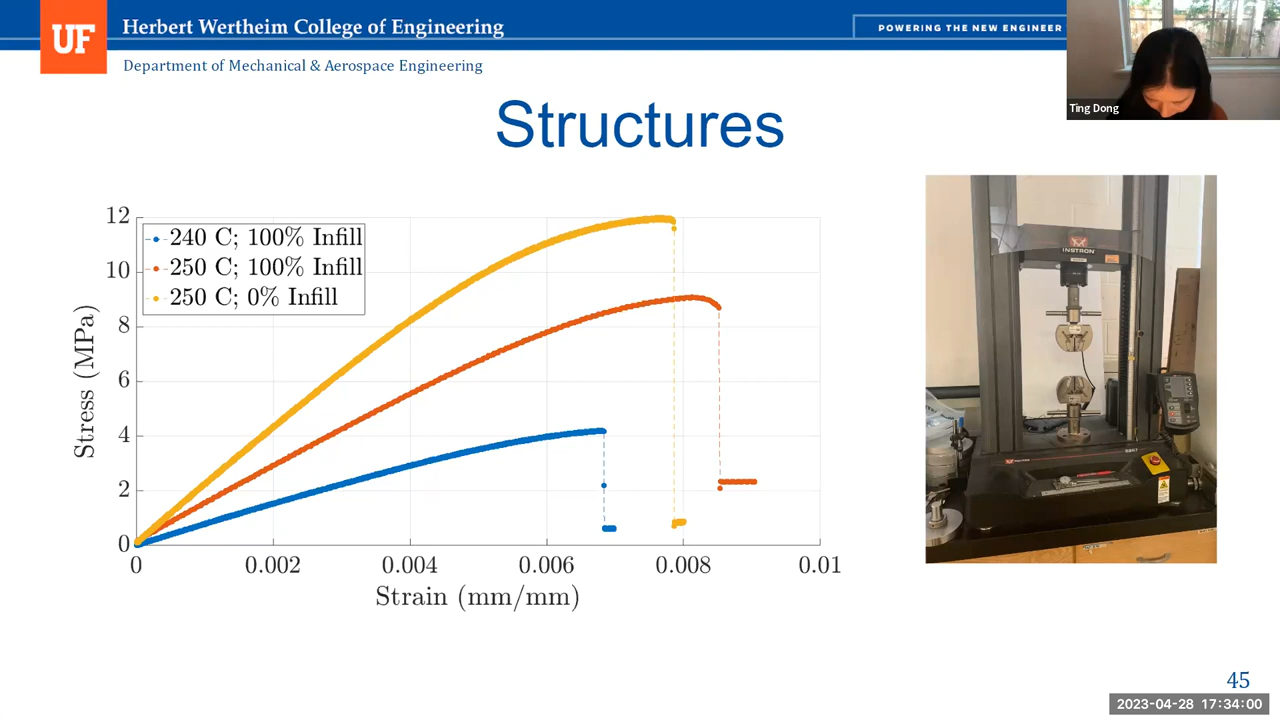 UF
Herbert Wertheim College of Engineering
POWERING THE NEW ENGINEER
Department of Mechanical & Aerospace Engineering
Ting Dong
Structures
240 C; 100% Infill
250 C; 100% Infill
250 C; 0% Infill
12
10
8
6
4
2
0
Stress (MPa)
0 0.002 0.004 0.006 0.008 0.01
Strain (mm/mm)
INSTRON
45
2023-04-28 17:34:00